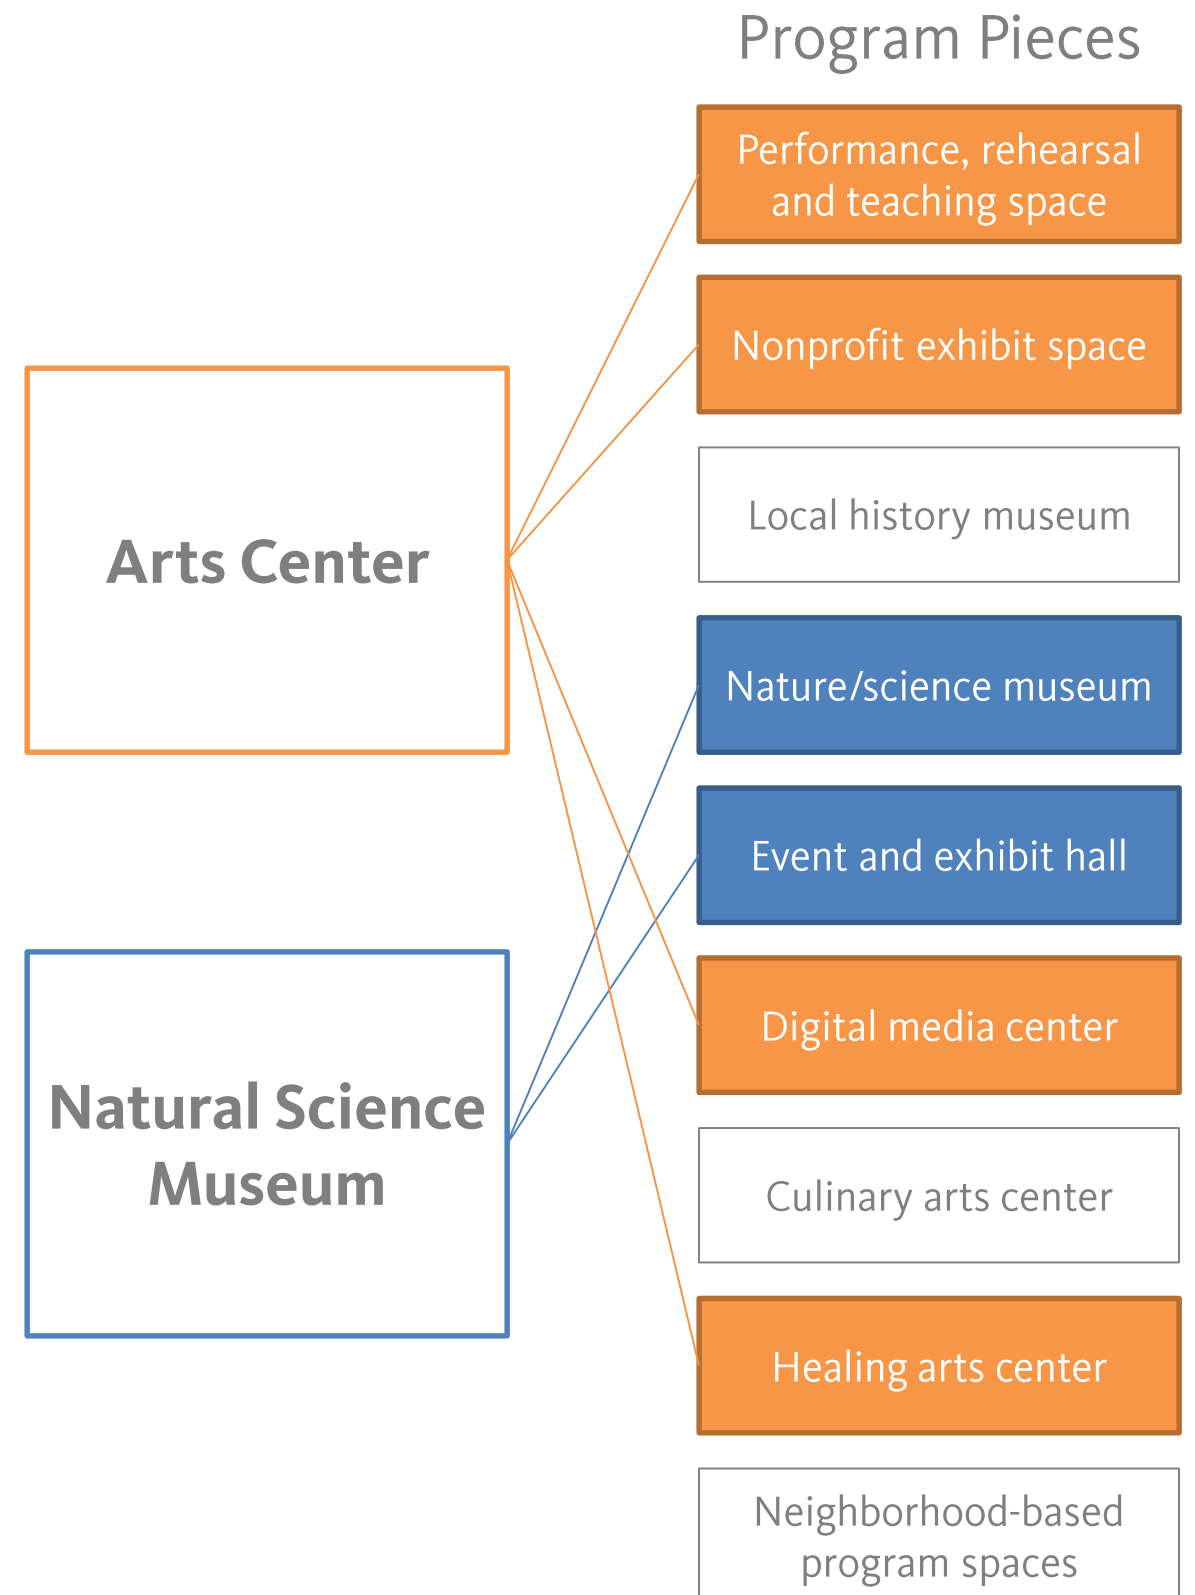 Program Pieces
Performance, rehearsal
and teaching space
Nonprofit exhibit space
Local history museum
Arts Center
Nature/science museum
Event and exhibit hall
Digital media center
Natural Science
Museum
Culinary arts center
Healing arts center
Neighborhood-based
program spaces